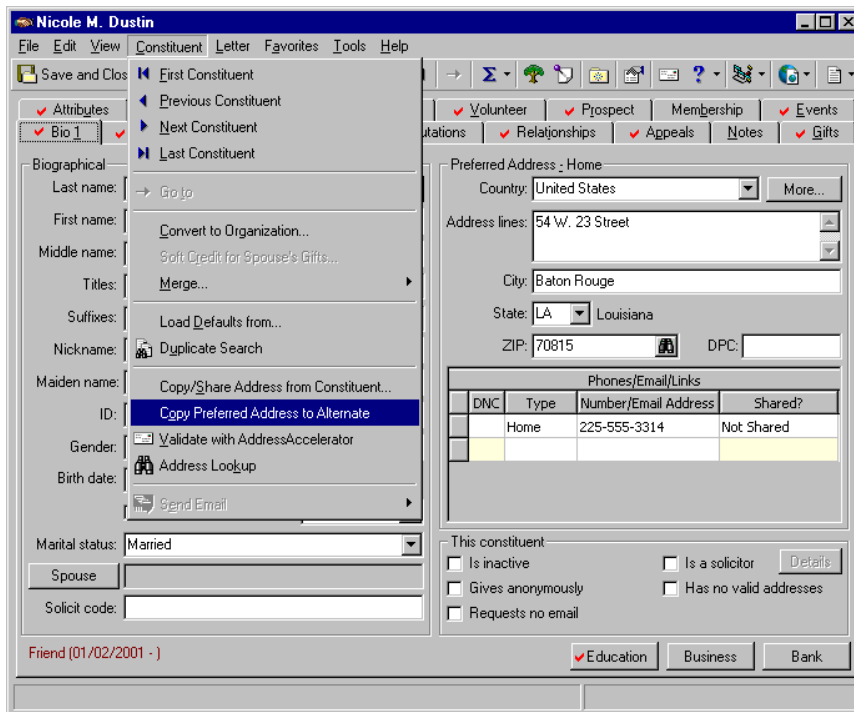 Nicole M. Dustin
File Edit View Constituent Letter Favorites Tools Help
Save and Clos
First Constituent
Previous Constituent
Next Constituent
Last Constituent
Go to
Convert to Organization...
Soft Credit for Spouse's Gifts...
Merge...
Load Defaults from...
Duplicate Search
Copy/Share Address from Constituent...
Copy Preferred Address to Alternate
Validate with AddressAccelerator
Address Lookup
Send Email
Attributes Volunteer Prospect Membership Events
Bio 1 utations Relationships Appeals Notes Gifts
Biographical
Last name:
First name:
Middle name:
Titles:
Suffixes:
Nickname:
Maiden name:
ID:
Gender:
Birth date:
Marital status: Married
Spouse
Solicit code:
Preferred Address - Home
Country: United States More...
Address lines: 54 W. 23 Street
City: Baton Rouge
State: LA Louisiana
ZIP: 70815 DPC:
Phones/Email/Links
DNC Type Number/Email Address Shared?
Home 225-555-3314 Not Shared
This constituent
Is inactive Is a solicitor Details
Gives anonymously Has no valid addresses
Requests no email
Friend (01/02/2001 - )
Education Business Bank